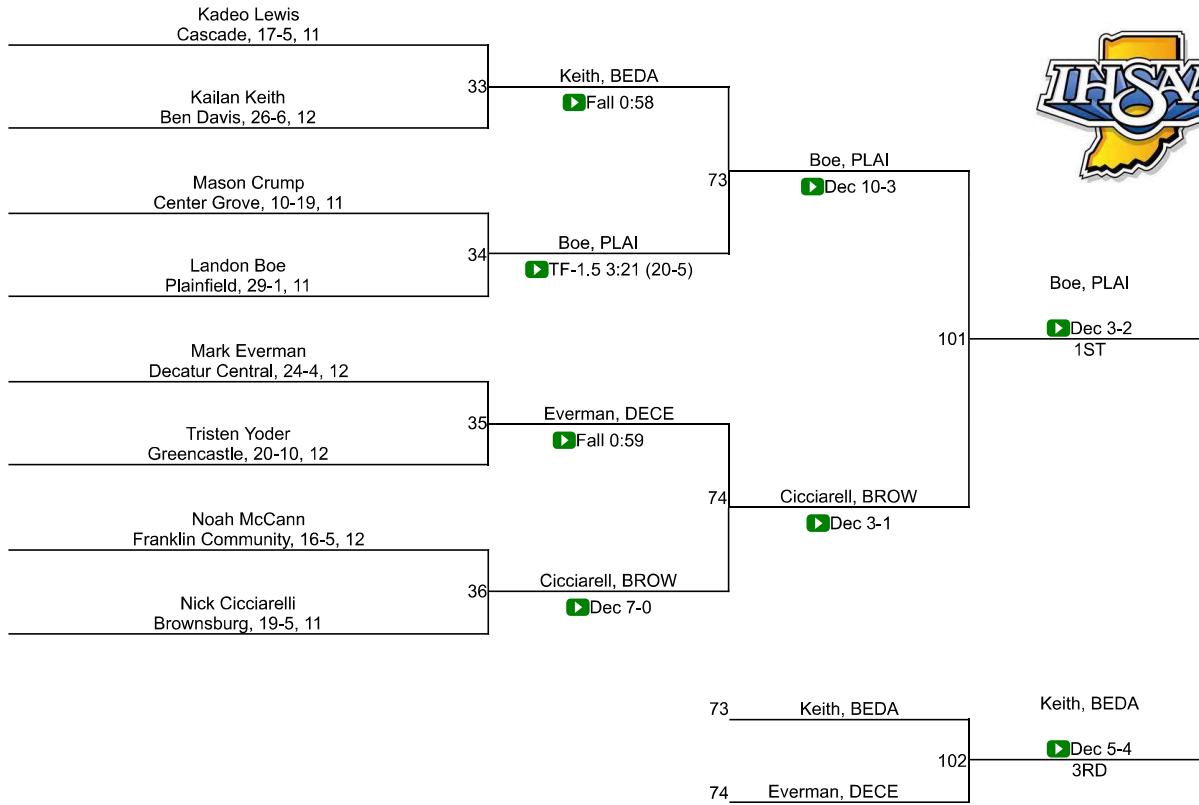 Kadeo Lewis
Cascade, 17-5, 11
33
Keith, BEDA
Fall 0:58
Kailan Keith
Ben Davis, 26-6, 12
73
Boe, PLAI
Dec 10-3
Mason Crump
Center Grove, 10-19, 11
34
Boe, PLAI
TF-1.5 3:21 (20-5)
Landon Boe
Plainfield, 29-1, 11
101
Boe, PLAI
Dec 3-2
1ST
Mark Everman
Decatur Central, 24-4, 12
35
Everman, DECE
Fall 0:59
Tristen Yoder
Greencastle, 20-10, 12
74
Cicciarell, BROW
Dec 3-1
Noah McCann
Franklin Community, 16-5, 12
36
Cicciarell, BROW
Dec 7-0
Nick Cicciarelli
Brownsburg, 19-5, 11
73
Keith, BEDA
102
Keith, BEDA
Dec 5-4
3RD
74
Everman, DECE
IHSAA